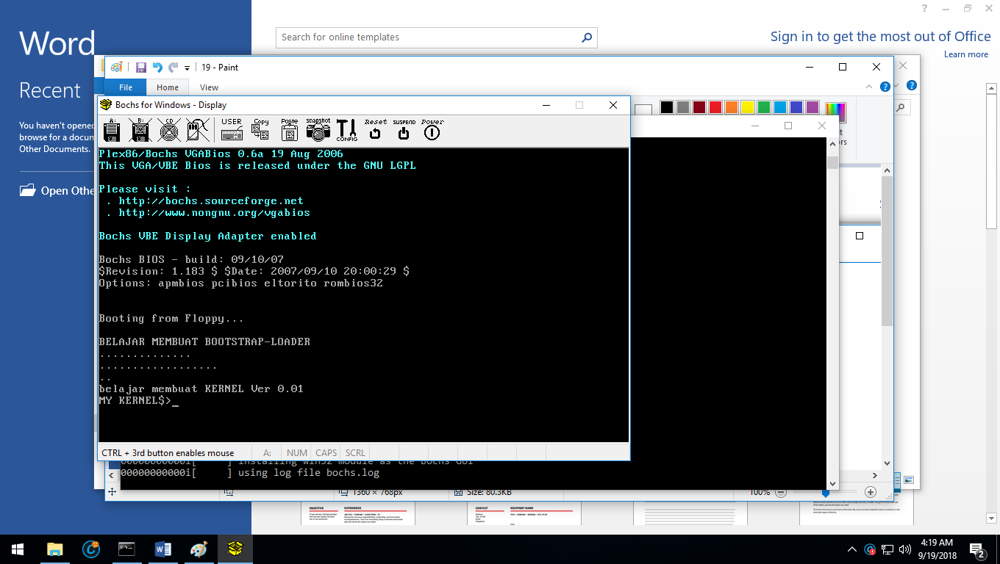 Word
Recent
You haven't opened
browse for a docum
Other Documents.
Open Othe
Search for online templates
Sign in to get the most out of Office
Learn more
19 - Paint
File Home View
Bochs for Windows - Display
A: B: CD USER Copy Paste snapshot CONFIG Reset SUSPEND Power
Plex86/Bochs VGABios 0.6a 19 Aug 2006
This VGA/VBE Bios is released under the GNU LGPL
Please visit :
. http://bochs.sourceforge.net
. http://www.nongnu.org/vgabios
Bochs VBE Display Adapter enabled
Bochs BIOS - build: 09/10/07
$Revision: 1.183 $ $Date: 2007/09/10 20:00:29 $
Options: apmbios pcibios eltorito rombios32
Booting from Floppy...
BELAJAR MEMBUAT BOOTSTRAP-LOADER
..............
..................
..
belajar membuat KERNEL Ver 0.01
MY KERNEL$>_
CTRL + 3rd button enables mouse A: NUM CAPS SCRL
00000000000i[ ] installing win32 module as the Bochs GUI
00000000000i[ ] using log file bochs.log
1360 × 768px Size: 80.3KB 100%
OBJECTIVE EXPERIENCE
CONTACT RECIPIENT NAME
4:19 AM
9/19/2018
2